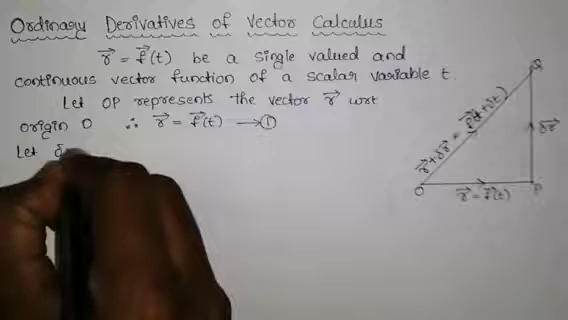 Ordinary Derivatives of Vector Calculus
r⃗ = f⃗(t) be a single valued and
continuous vector function of a scalar variable t.
Let OP represents the vector r⃗ wrt
origin O ∴ r⃗ = f⃗(t) → ①
Let δ
r⃗+δr⃗ = f⃗(t+δt)
Q
δr⃗
O
P
r⃗ = f⃗(t)